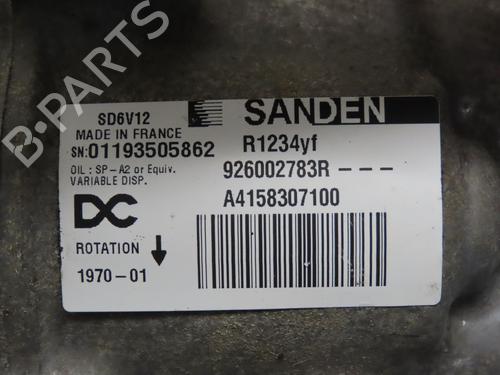 B-PARTS
SD6V12
MADE IN FRANCE
SN:01193505862
OIL : SP-A2 or Equiv.
VARIABLE DISP.
DC
ROTATION
1970-01
SANDEN
R1234yf
926002783R---
A4158307100